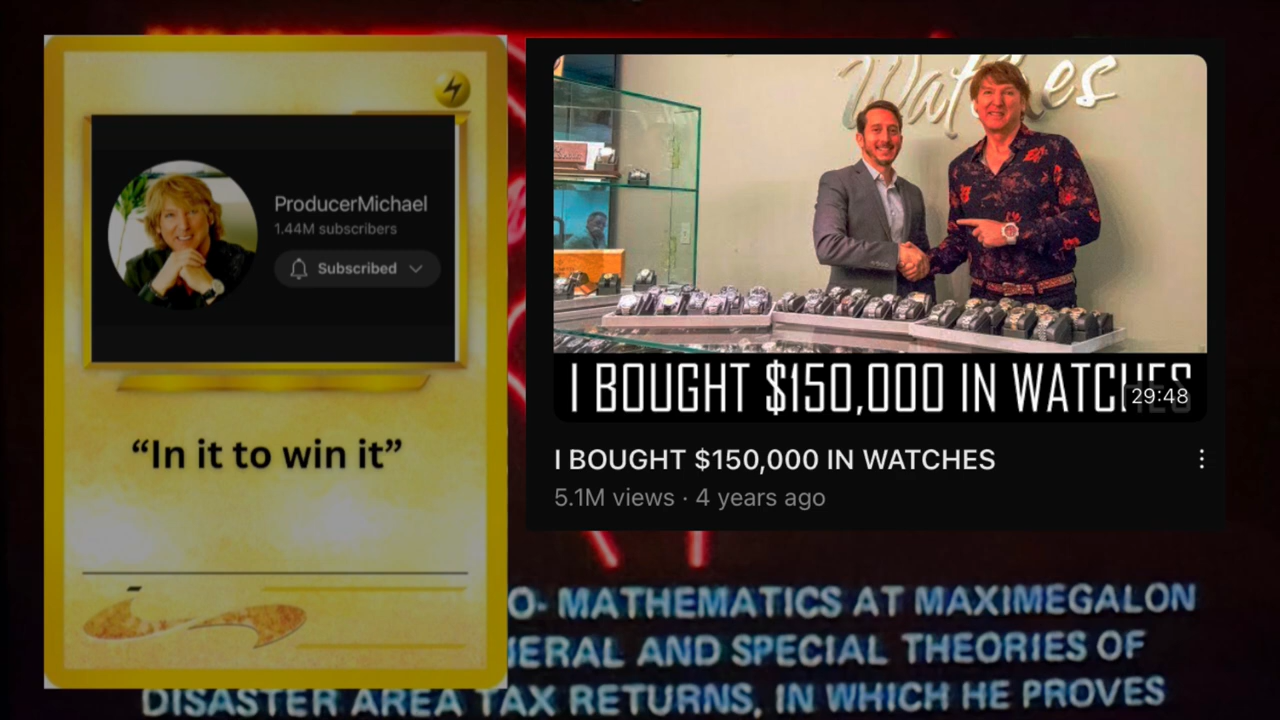 ProducerMichael
1.44M subscribers
Subscribed
“In it to win it”
Watches
I BOUGHT $150,000 IN WATCHES
29:48
I BOUGHT $150,000 IN WATCHES
5.1M views · 4 years ago
O- MATHEMATICS AT MAXIMEGALON
ERAL AND SPECIAL THEORIES OF
DISASTER AREA TAX RETURNS, IN WHICH HE PROVES